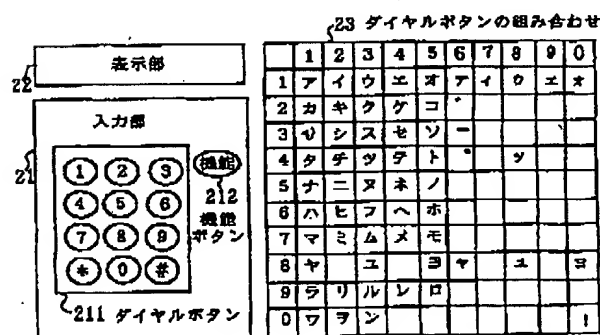 23 ダイヤルボタンの組み合わせ
表示部
22
入力部
21
1 2 3
4 5 6
7 8 9
* 0 #
機能
212
機能
ボタン
211 ダイヤルボタン
1 2 3 4 5 6 7 8 9 0
1 ア イ ウ エ オ ァ ィ ゥ ェ ォ
2 カ キ ク ケ コ
3 サ シ ス セ ソ ー
4 タ チ ツ テ ト ッ
5 ナ ニ ヌ ネ ノ
6 ハ ヒ フ ヘ ホ
7 マ ミ ム メ モ
8 ヤ ユ ヨ ャ ュ ョ
9 ラ リ ル レ ロ
0 ワ ヲ ン !